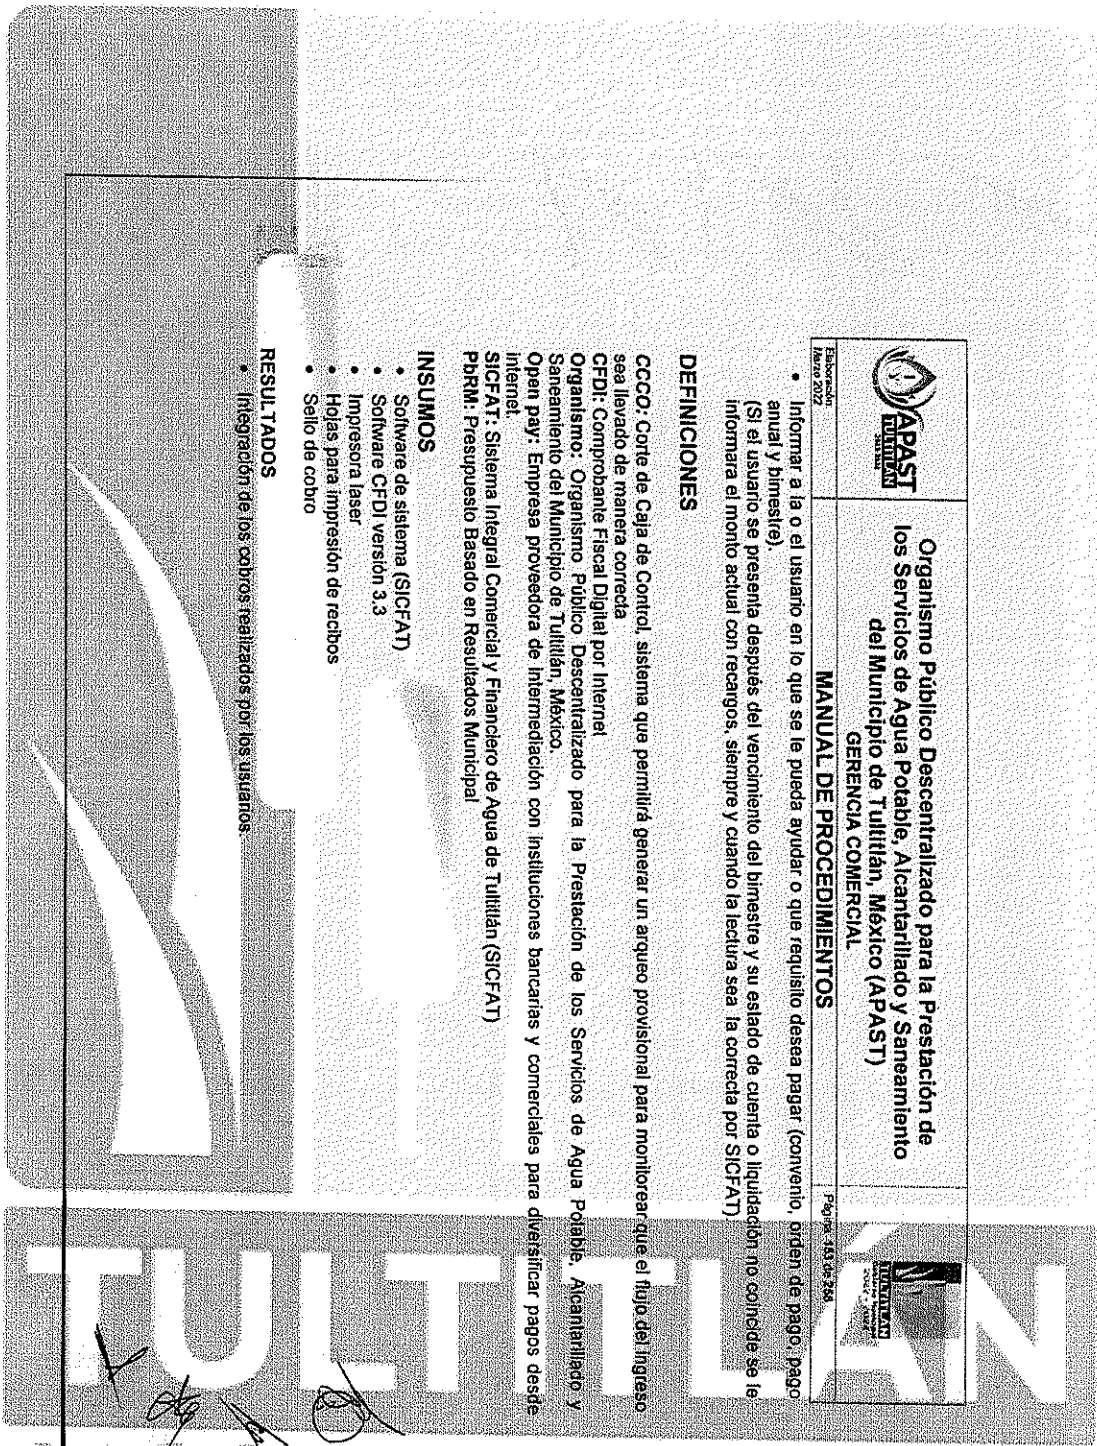 APAST
TULTITLÁN
Organismo Público Descentralizado para la Prestación de
los Servicios de Agua Potable, Alcantarillado y Saneamiento
del Municipio de Tultitlán, México (APAST)
GERENCIA COMERCIAL
TULTITLÁN
Elaboración
Marzo 2022
MANUAL DE PROCEDIMIENTOS
Página 153 de 255
• Informar a la o el usuario en lo que se le pueda ayudar o que requisito desea pagar (convenio, orden de pago, pago
anual y bimestre)
(Si el usuario se presenta después del vencimiento del bimestre y su estado de cuenta o liquidación no coincide se le
informara el monto actual con recargos, siempre y cuando la lectura sea la correcta por SICFAT)
DEFINICIONES
CCCO: Corte de Caja de Control, sistema que permitirá generar un arqueo provisional para monitorear que el flujo del ingreso
sea llevado de manera correcta
CFDI: Comprobante Fiscal Digital por Internet
Organismo: Organismo Público Descentralizado para la Prestación de los Servicios de Agua Potable, Alcantarillado y
Saneamiento del Municipio de Tultitlán, México.
Open pay: Empresa proveedora de Intermediación con instituciones bancarias y comerciales para diversificar pagos desde
internet.
SICFAT: Sistema Integral Comercial y Financiero de Agua de Tultitlán (SICFAT)
PbRM: Presupuesto Basado en Resultados Municipal
INSUMOS
• Software de sistema (SICFAT)
• Software CFDI versión 3.3
• Impresora laser
• Hojas para impresión de recibos
• Sello de cobro
RESULTADOS
• Integración de los cobros realizados por los usuarios.
TULTITLÁN